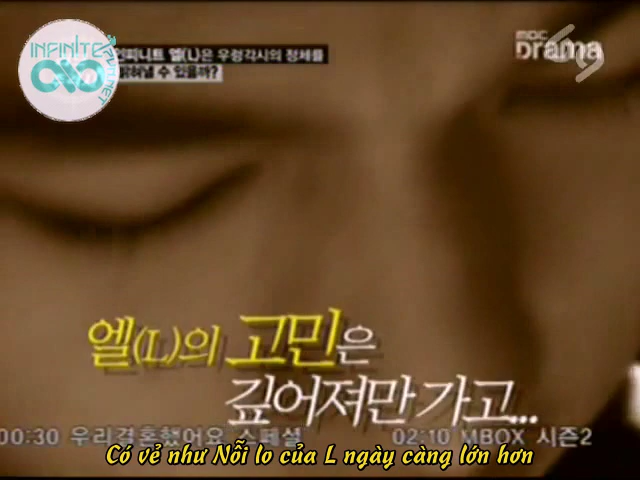 INFINITE
인피니트 엘(L)은 우렁각시의 정체를
밝혀낼 수 있을까?
mbc
Drama
엘(L)의 고민은
깊어져만 가고...
00:30 우리결혼했어요 스페셜 02:10 MBOX 시즌2
Có vẻ như Nỗi lo của L ngày càng lớn hơn